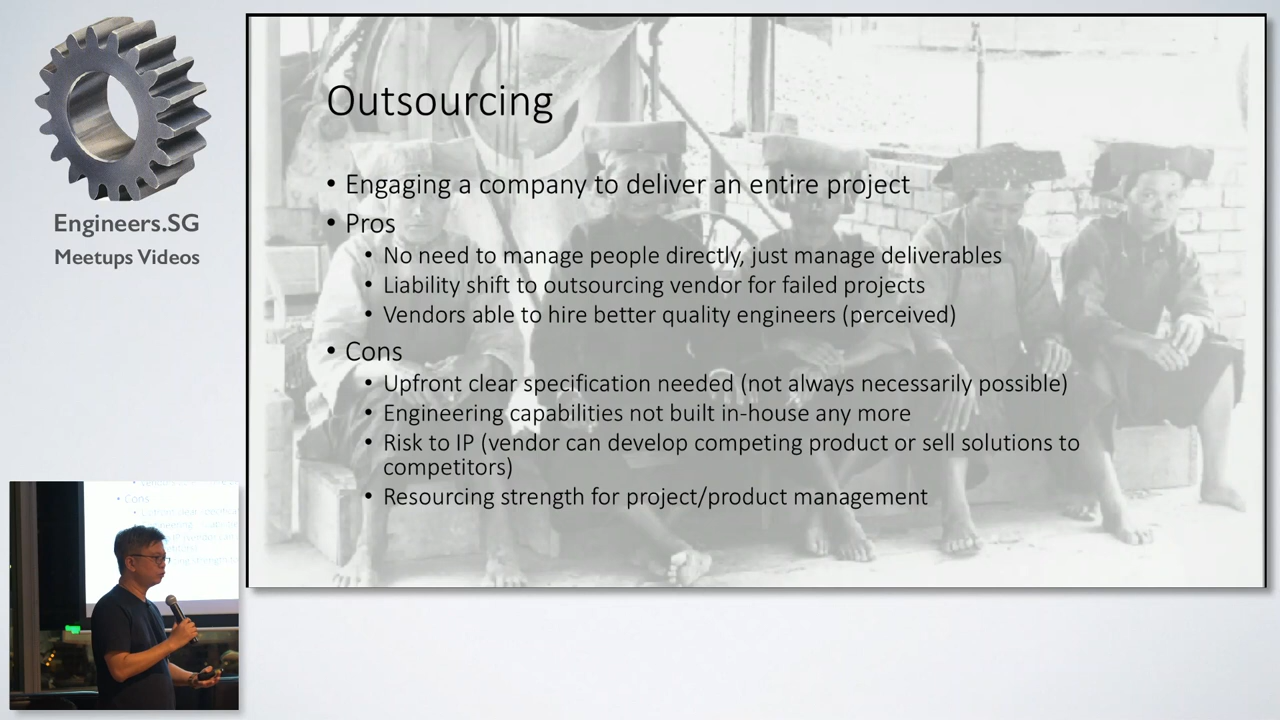 Engineers.SG
Meetups Videos
Outsourcing
• Engaging a company to deliver an entire project
• Pros
• No need to manage people directly, just manage deliverables
• Liability shift to outsourcing vendor for failed projects
• Vendors able to hire better quality engineers (perceived)
• Cons
• Upfront clear specification needed (not always necessarily possible)
• Engineering capabilities not built in-house any more
• Risk to IP (vendor can develop competing product or sell solutions to
competitors)
• Resourcing strength for project/product management
Cons